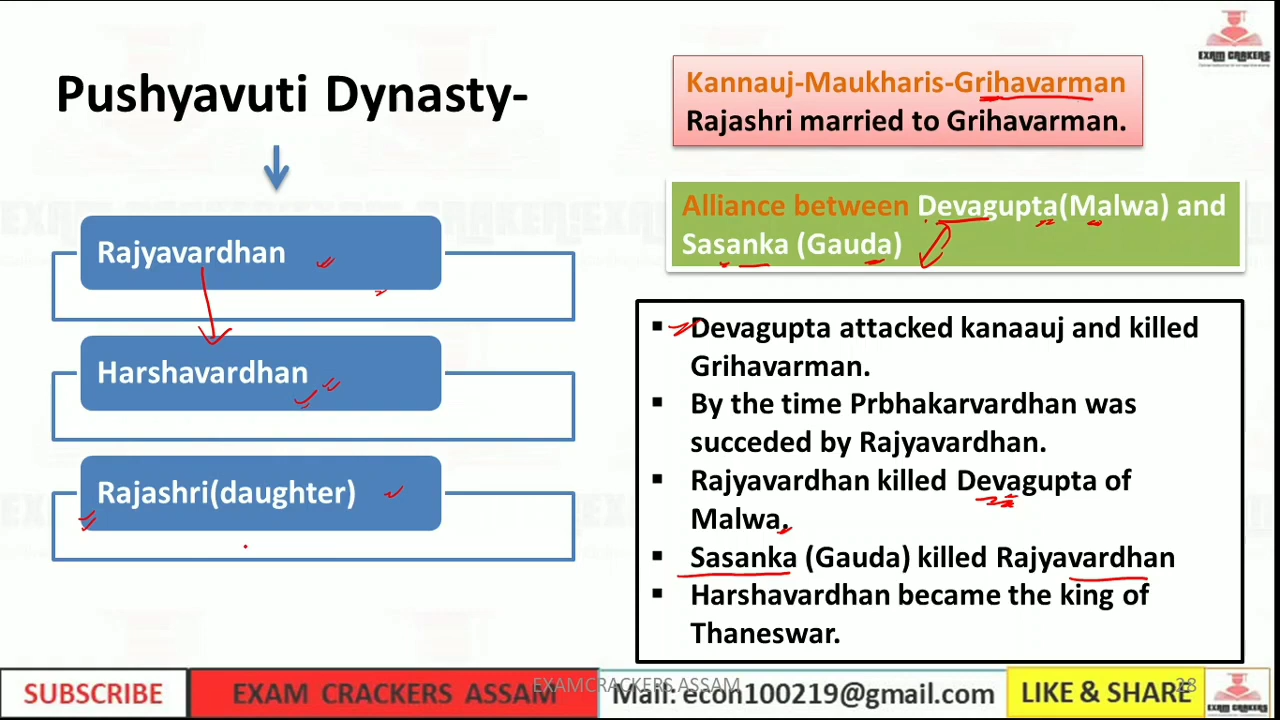 Pushyavuti Dynasty-
Rajyavardhan
Harshavardhan
Rajashri(daughter)
Kannauj-Maukharis-Grihavarman
Rajashri married to Grihavarman.
Alliance between Devagupta(Malwa) and
Sasanka (Gauda)
▪ Devagupta attacked kanaauj and killed
Grihavarman.
▪ By the time Prbhakarvardhan was
succeded by Rajyavardhan.
▪ Rajyavardhan killed Devagupta of
Malwa.
▪ Sasanka (Gauda) killed Rajyavardhan
▪ Harshavardhan became the king of
Thaneswar.
EXAM CRAKERS
SUBSCRIBE
EXAM CRACKERS ASSAM
EXAMCRACKERS ASSAM
Mail: econ100219@gmail.com
LIKE & SHARE
28